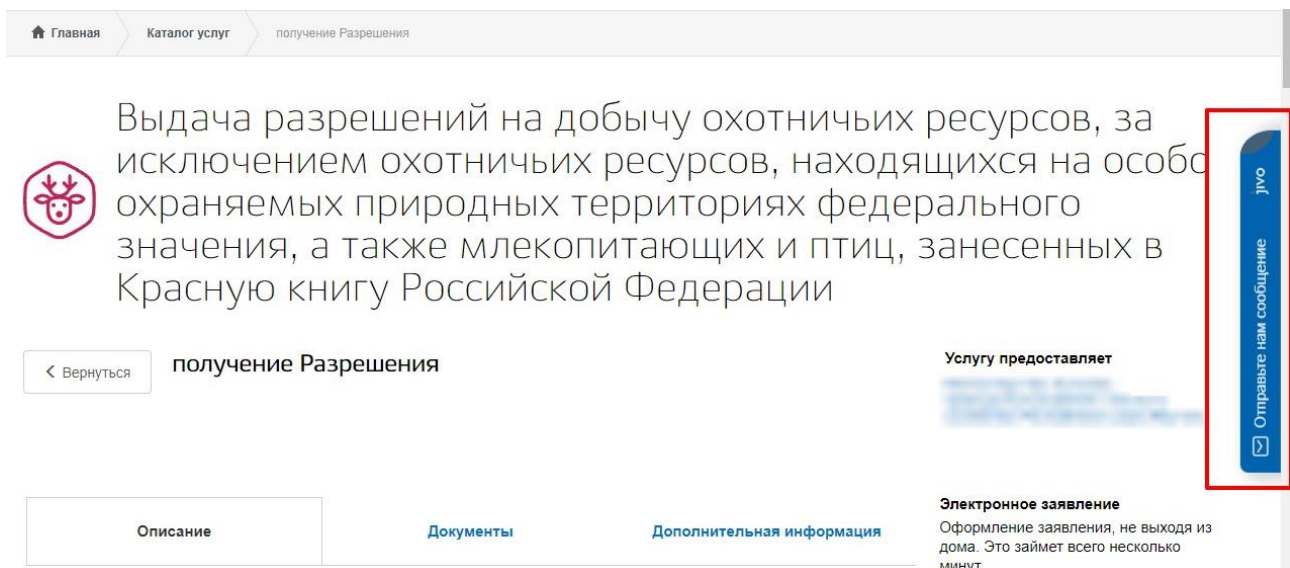 Главная Каталог услуг получение Разрешения
Выдача разрешений на добычу охотничьих ресурсов, за
исключением охотничьих ресурсов, находящихся на особо
охраняемых природных территориях федерального
значения, а также млекопитающих и птиц, занесенных в
Красную книгу Российской Федерации
Вернуться
получение Разрешения
Услугу предоставляет
Описание
Документы
Дополнительная информация
Электронное заявление
Оформление заявления, не выходя из
дома. Это займет всего несколько
минут
Отправьте нам сообщение jivo